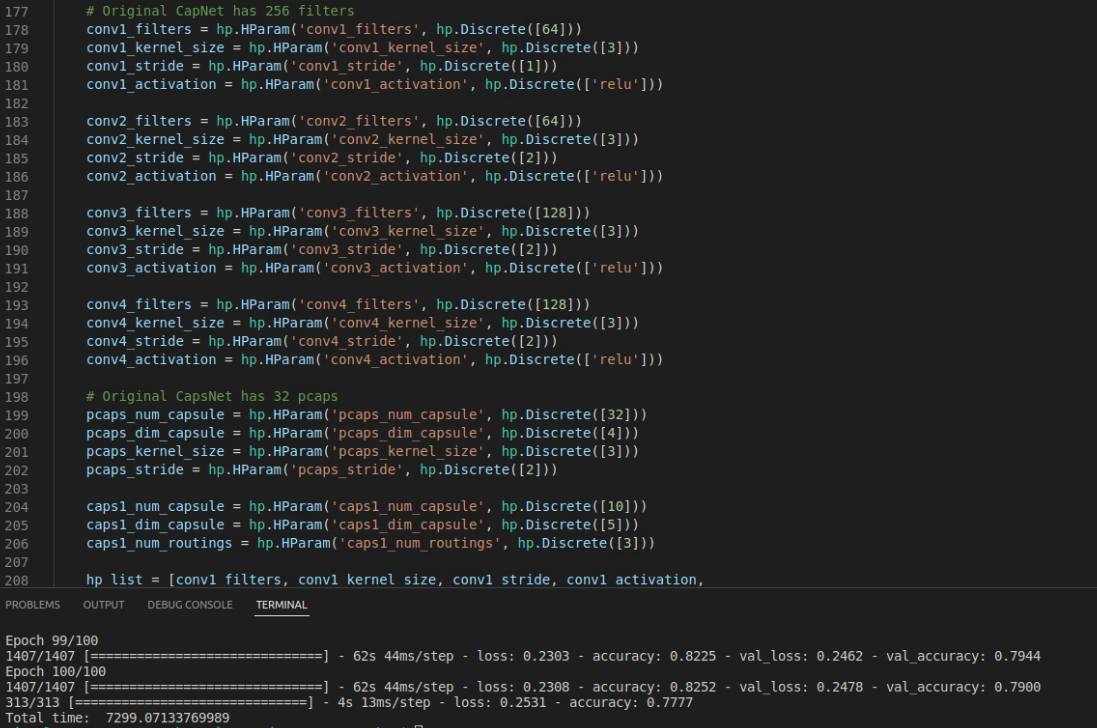 177 # Original CapNet has 256 filters
178 conv1_filters = hp.HParam('conv1_filters', hp.Discrete([64]))
179 conv1_kernel_size = hp.HParam('conv1_kernel_size', hp.Discrete([3]))
180 conv1_stride = hp.HParam('conv1_stride', hp.Discrete([1]))
181 conv1_activation = hp.HParam('conv1_activation', hp.Discrete(['relu']))
182
183 conv2_filters = hp.HParam('conv2_filters', hp.Discrete([64]))
184 conv2_kernel_size = hp.HParam('conv2_kernel_size', hp.Discrete([3]))
185 conv2_stride = hp.HParam('conv2_stride', hp.Discrete([2]))
186 conv2_activation = hp.HParam('conv2_activation', hp.Discrete(['relu']))
187
188 conv3_filters = hp.HParam('conv3_filters', hp.Discrete([128]))
189 conv3_kernel_size = hp.HParam('conv3_kernel_size', hp.Discrete([3]))
190 conv3_stride = hp.HParam('conv3_stride', hp.Discrete([2]))
191 conv3_activation = hp.HParam('conv3_activation', hp.Discrete(['relu']))
192
193 conv4_filters = hp.HParam('conv4_filters', hp.Discrete([128]))
194 conv4_kernel_size = hp.HParam('conv4_kernel_size', hp.Discrete([3]))
195 conv4_stride = hp.HParam('conv4_stride', hp.Discrete([2]))
196 conv4_activation = hp.HParam('conv4_activation', hp.Discrete(['relu']))
197
198 # Original CapsNet has 32 pcaps
199 pcaps_num_capsule = hp.HParam('pcaps_num_capsule', hp.Discrete([32]))
200 pcaps_dim_capsule = hp.HParam('pcaps_dim_capsule', hp.Discrete([4]))
201 pcaps_kernel_size = hp.HParam('pcaps_kernel_size', hp.Discrete([3]))
202 pcaps_stride = hp.HParam('pcaps_stride', hp.Discrete([2]))
203
204 caps1_num_capsule = hp.HParam('caps1_num_capsule', hp.Discrete([10]))
205 caps1_dim_capsule = hp.HParam('caps1_dim_capsule', hp.Discrete([5]))
206 caps1_num_routings = hp.HParam('caps1_num_routings', hp.Discrete([3]))
207
208 hp_list = [conv1_filters, conv1_kernel_size, conv1_stride, conv1_activation,
PROBLEMS OUTPUT DEBUG CONSOLE TERMINAL
Epoch 99/100
1407/1407 [==============================] - 62s 44ms/step - loss: 0.2303 - accuracy: 0.8225 - val_loss: 0.2462 - val_accuracy: 0.7944
Epoch 100/100
1407/1407 [==============================] - 62s 44ms/step - loss: 0.2308 - accuracy: 0.8252 - val_loss: 0.2478 - val_accuracy: 0.7900
313/313 [==============================] - 4s 13ms/step - loss: 0.2531 - accuracy: 0.7777
Total time:  7299.07133769989